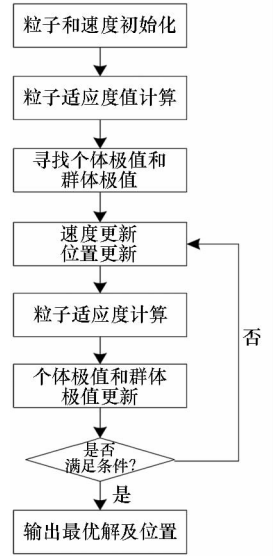 粒子和速度初始化
粒子适应度值计算
寻找个体极值和
群体极值
速度更新
位置更新
粒子适应度计算
个体极值和群体
极值更新
是否
满足条件?
否
是
输出最优解及位置